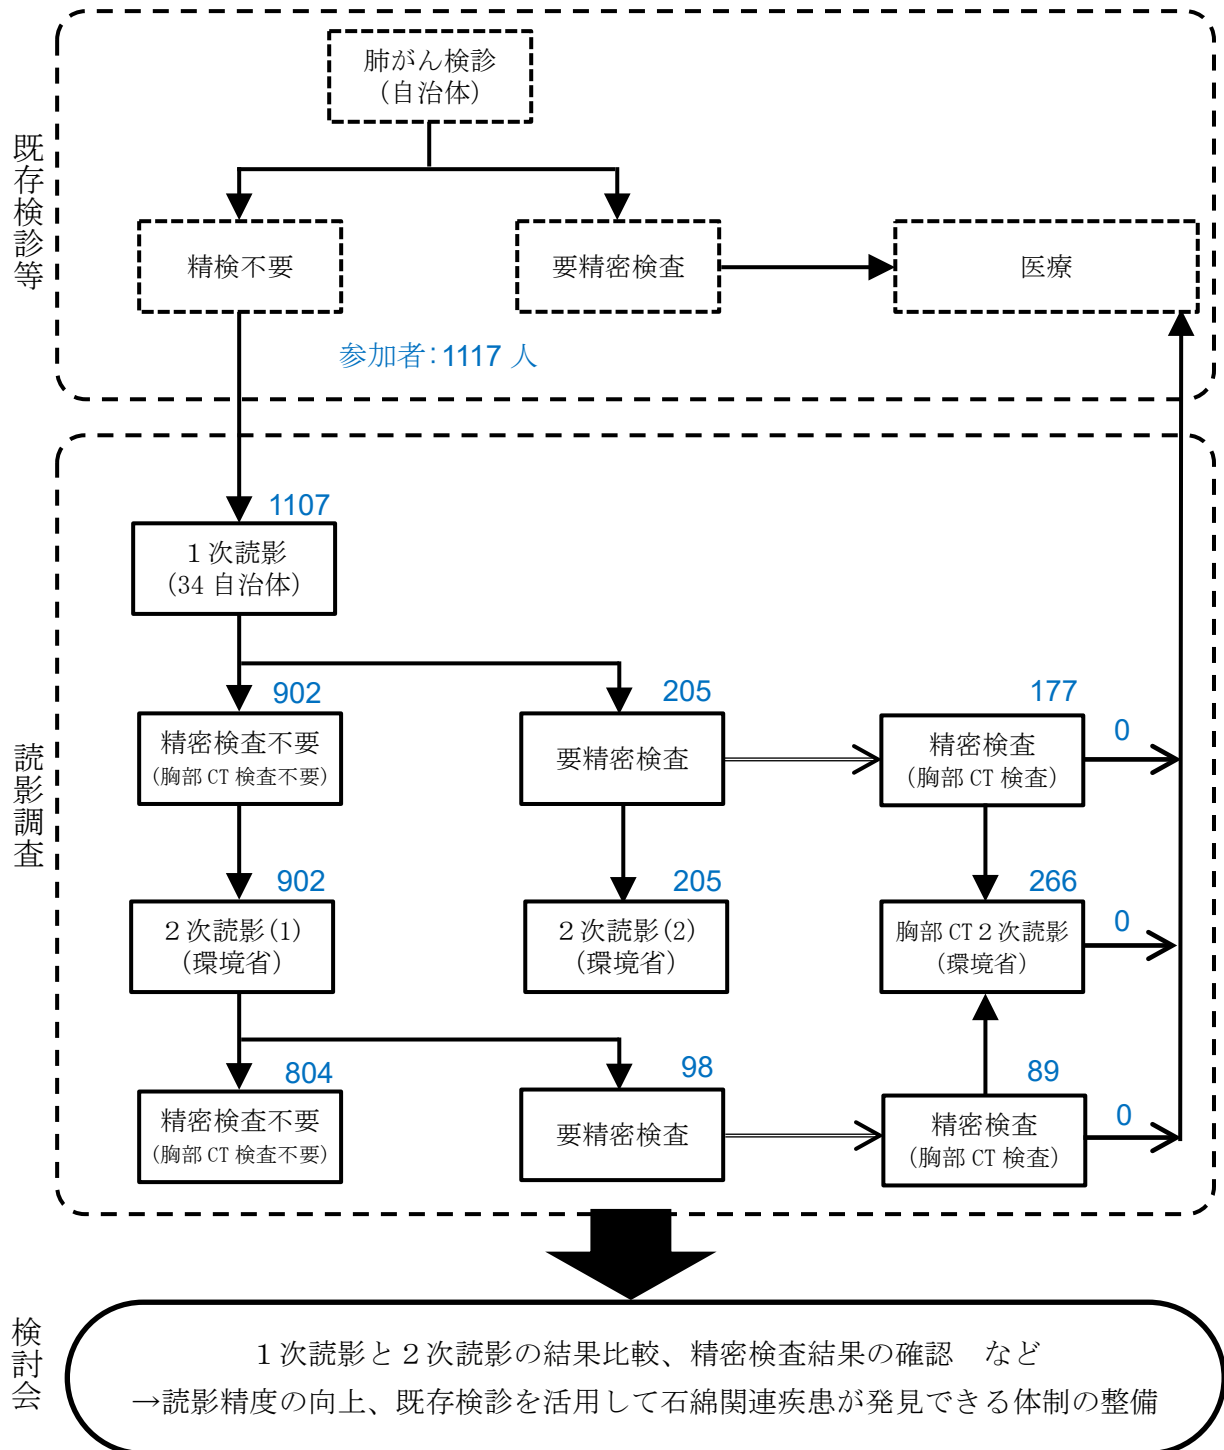 既存検診等
肺がん検診
(自治体)
精検不要
要精密検査
医療
参加者:1117 人
読影調査
1107
１次読影
(34 自治体)
902
精密検査不要
(胸部 CT 検査不要)
205
要精密検査
177
精密検査
(胸部 CT 検査)
0
902
２次読影(1)
(環境省)
205
２次読影(2)
(環境省)
266
胸部 CT２次読影
(環境省)
0
804
精密検査不要
(胸部 CT 検査不要)
98
要精密検査
89
精密検査
(胸部 CT 検査)
0
検討会
１次読影と２次読影の結果比較、精密検査結果の確認　など
→読影精度の向上、既存検診を活用して石綿関連疾患が発見できる体制の整備